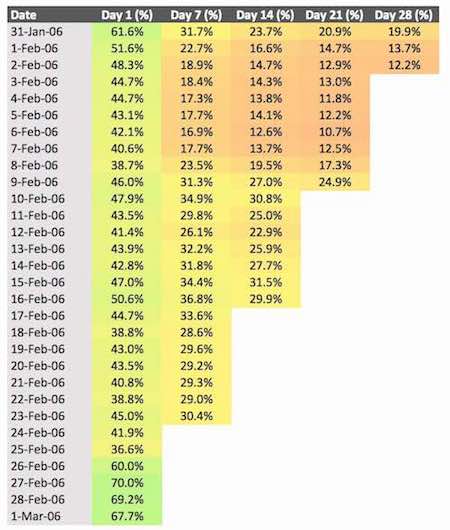 Date Day 1 (%) Day 7 (%) Day 14 (%) Day 21 (%) Day 28 (%)
31-Jan-06 61.6% 31.7% 23.7% 20.9% 19.9%
1-Feb-06 51.6% 22.7% 16.6% 14.7% 13.7%
2-Feb-06 48.3% 18.9% 14.7% 12.9% 12.2%
3-Feb-06 44.7% 18.4% 14.3% 13.0%
4-Feb-06 44.7% 17.3% 13.8% 11.8%
5-Feb-06 43.1% 17.7% 14.1% 12.2%
6-Feb-06 42.1% 16.9% 12.6% 10.7%
7-Feb-06 40.6% 17.7% 13.7% 12.5%
8-Feb-06 38.7% 23.5% 19.5% 17.3%
9-Feb-06 46.0% 31.3% 27.0% 24.9%
10-Feb-06 47.9% 34.9% 30.8%
11-Feb-06 43.5% 29.8% 25.0%
12-Feb-06 41.4% 26.1% 22.9%
13-Feb-06 43.9% 32.2% 25.9%
14-Feb-06 42.8% 31.8% 27.7%
15-Feb-06 47.0% 34.4% 31.5%
16-Feb-06 50.6% 36.8% 29.9%
17-Feb-06 44.7% 33.6%
18-Feb-06 38.8% 28.6%
19-Feb-06 43.0% 29.6%
20-Feb-06 43.5% 29.2%
21-Feb-06 40.8% 29.3%
22-Feb-06 38.8% 29.0%
23-Feb-06 45.0% 30.4%
24-Feb-06 41.9%
25-Feb-06 36.6%
26-Feb-06 60.0%
27-Feb-06 70.0%
28-Feb-06 69.2%
1-Mar-06 67.7%